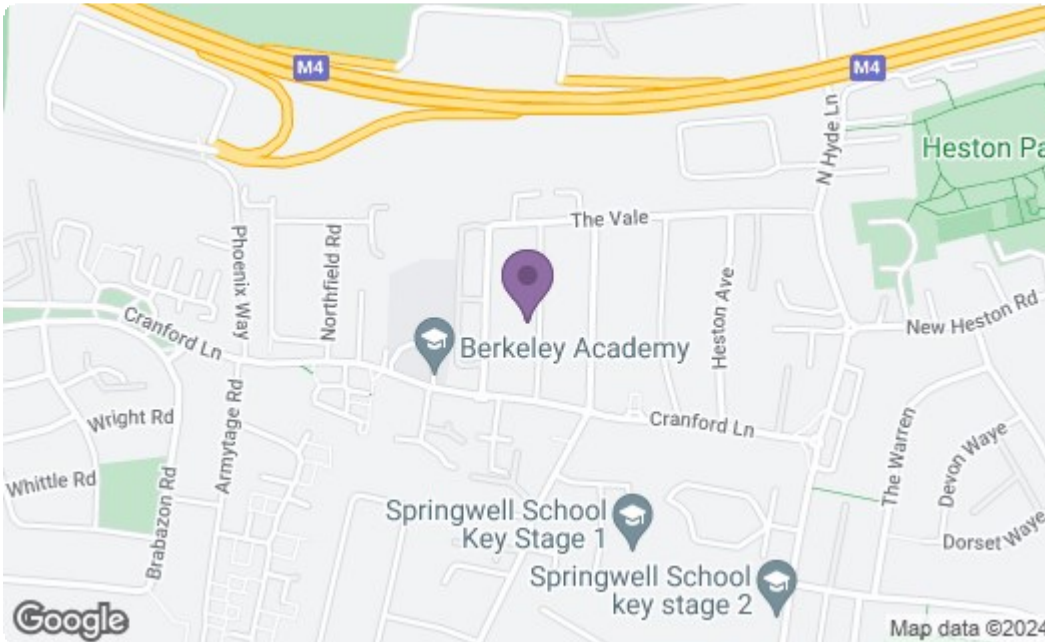 M4
M4
N Hyde Ln
Heston Pa
The Vale
Phoenix Way
Northfield Rd
Heston Ave
New Heston Rd
Cranford Ln
Berkeley Academy
Wright Rd
Armytage Rd
Cranford Ln
The Warren
Devon Waye
Whittle Rd
Brabazon Rd
Springwell School
Key Stage 1
Dorset Waye
Springwell School
key stage 2
Google
Map data ©2024